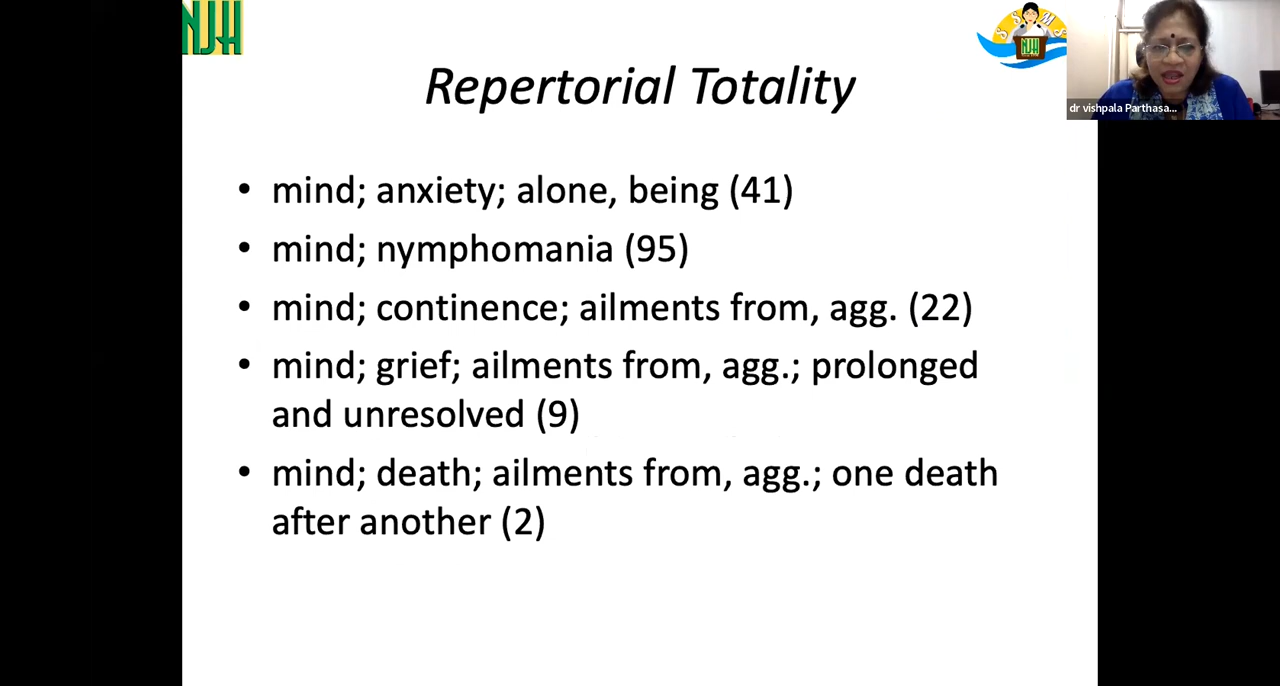 NJH
S S M S
NJH
Repertorial Totality
dr vishpala Parthasa...
• mind; anxiety; alone, being (41)
• mind; nymphomania (95)
• mind; continence; ailments from, agg. (22)
• mind; grief; ailments from, agg.; prolonged
and unresolved (9)
• mind; death; ailments from, agg.; one death
after another (2)